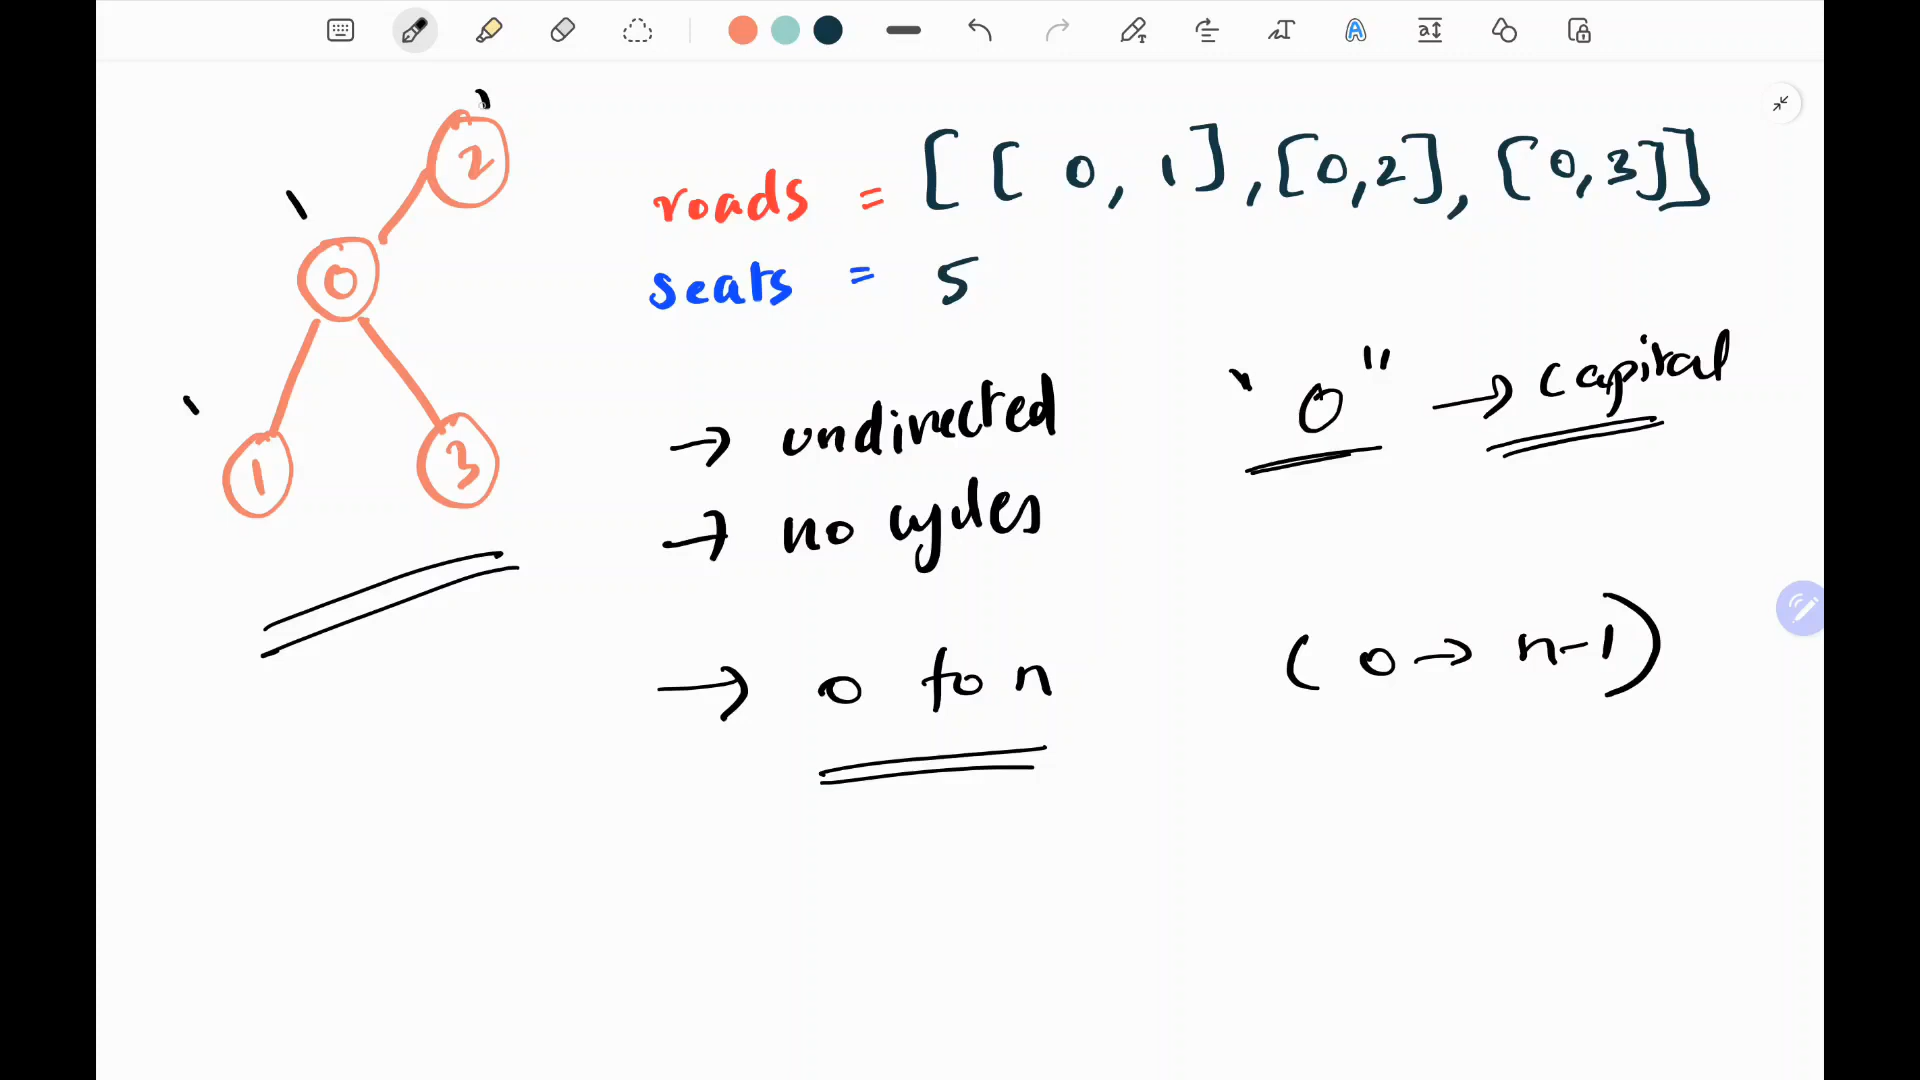 2
0
1
3
roads = [[0, 1], [0,2], [0,3]]
seats = 5
→ undirected
→ no cycles
→ 0 to n
"0" → capital
(0 → n-1)